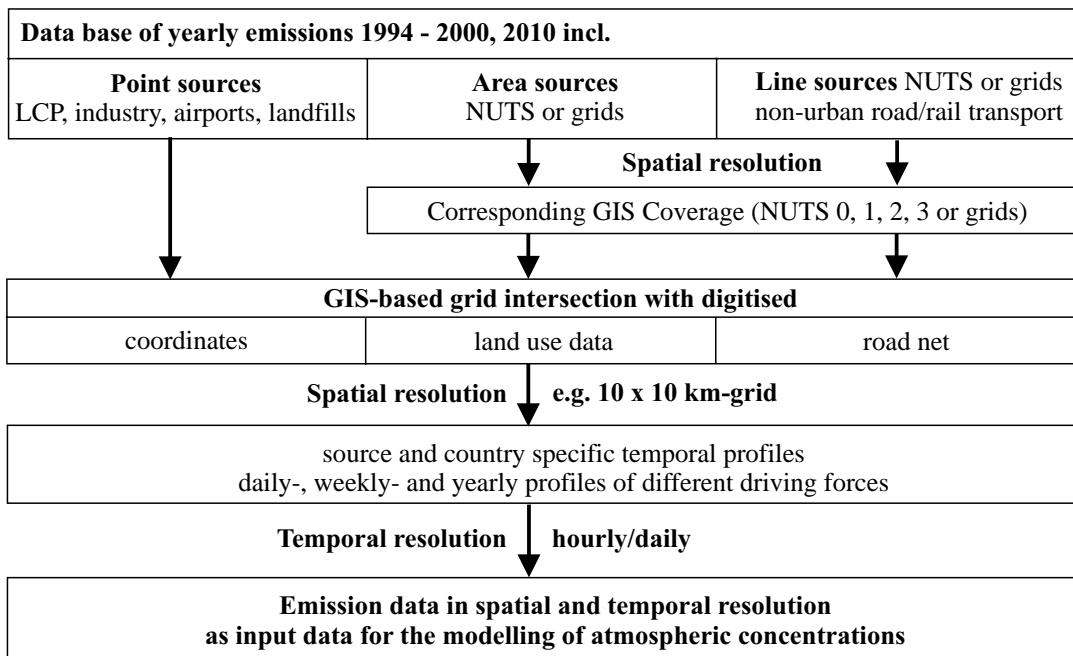 Data base of yearly emissions 1994 - 2000, 2010 incl.
Point sources
LCP, industry, airports, landfills
Area sources
NUTS or grids
Line sources NUTS or grids
non-urban road/rail transport
Spatial resolution
Corresponding GIS Coverage (NUTS 0, 1, 2, 3 or grids)
GIS-based grid intersection with digitised
coordinates
land use data
road net
Spatial resolution e.g. 10 x 10 km-grid
source and country specific temporal profiles
daily-, weekly- and yearly profiles of different driving forces
Temporal resolution hourly/daily
Emission data in spatial and temporal resolution
as input data for the modelling of atmospheric concentrations